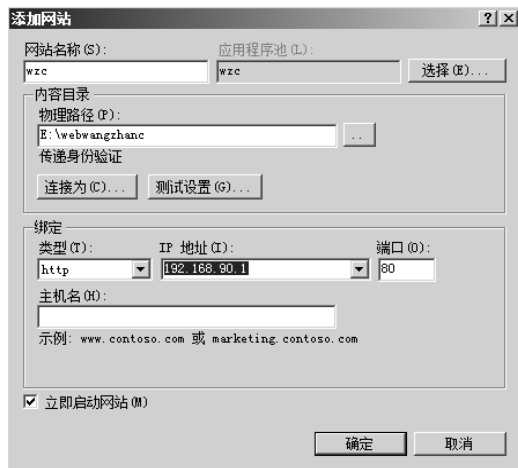 添加网站
网站名称(S): 应用程序池(L):
wzc wzc 选择(E)...
内容目录
物理路径(P):
E:\webwangzhanc ..
传递身份验证
连接为(C)... 测试设置(G)...
绑定
类型(T): IP 地址(I): 端口(O):
http 192.168.90.1 80
主机名(H):
示例: www.contoso.com 或 marketing.contoso.com
立即启动网站(M)
确定 取消